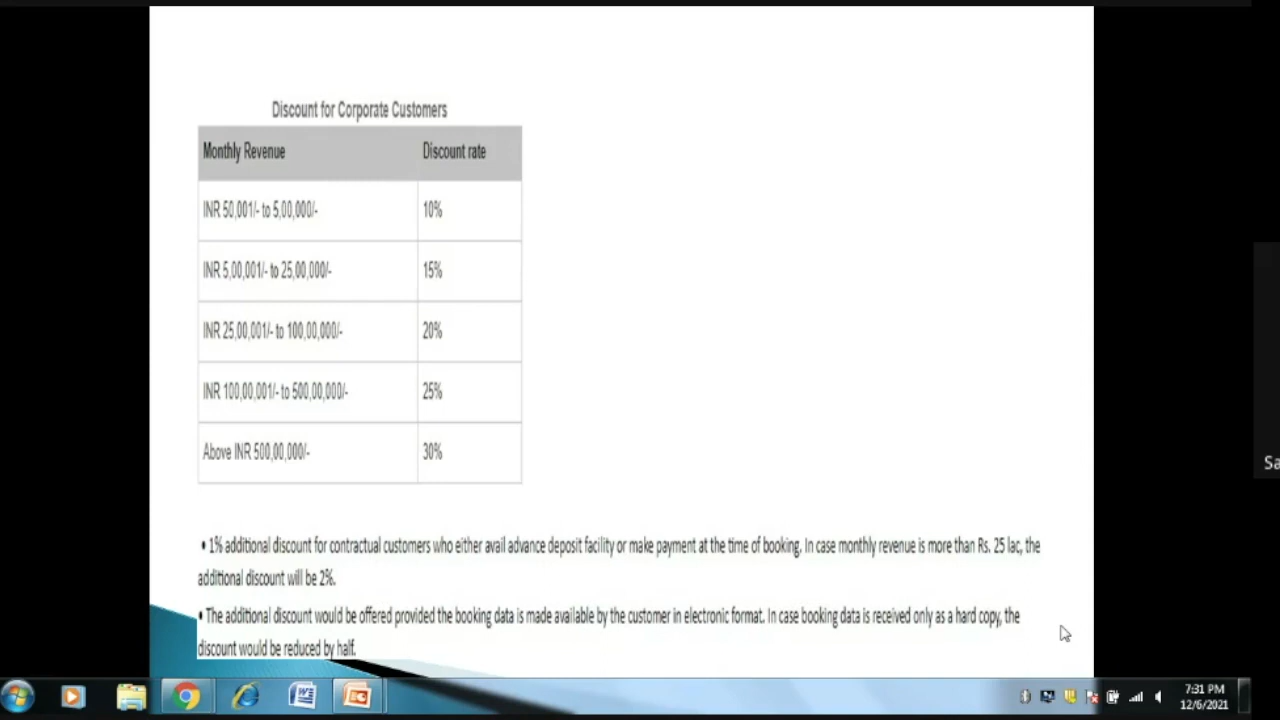 Discount for Corporate Customers
Monthly Revenue Discount rate
INR 50,001/- to 5,00,000/- 10%
INR 5,00,001/- to 25,00,000/- 15%
INR 25,00,001/- to 100,00,000/- 20%
INR 100,00,001/- to 500,00,000/- 25%
Above INR 500,00,000/- 30%
• 1% additional discount for contractual customers who either avail advance deposit facility or make payment at the time of booking. In case monthly revenue is more than Rs. 25 lac, the
additional discount will be 2%.
• The additional discount would be offered provided the booking data is made available by the customer in electronic format. In case booking data is received only as a hard copy, the
discount would be reduced by half.
Sa
7:31 PM
12/6/2021